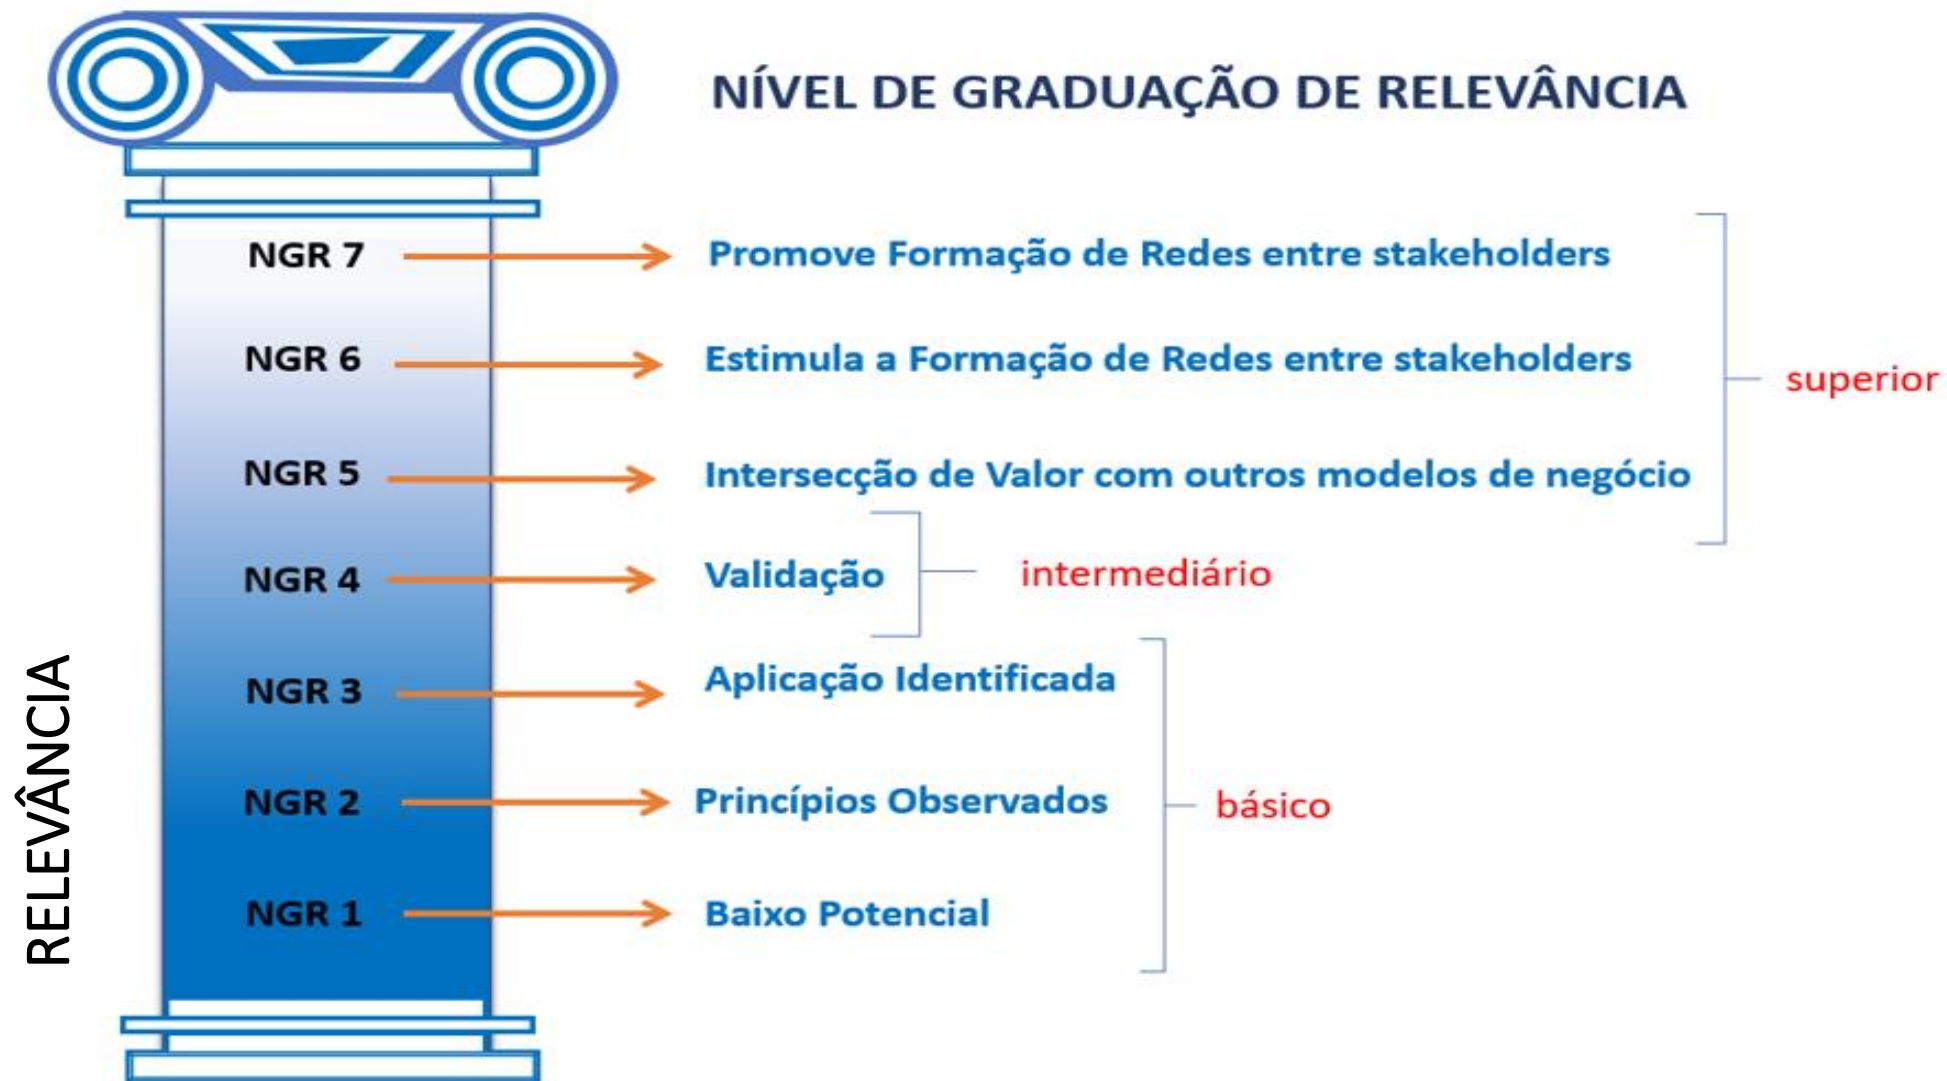 NÍVEL DE GRADUAÇÃO DE RELEVÂNCIA
NGR 7 Promove Formação de Redes entre stakeholders
NGR 6 Estimula a Formação de Redes entre stakeholders
superior
NGR 5 Intersecção de Valor com outros modelos de negócio
NGR 4 Validação intermediário
NGR 3 Aplicação Identificada
NGR 2 Princípios Observados básico
NGR 1 Baixo Potencial
RELEVÂNCIA